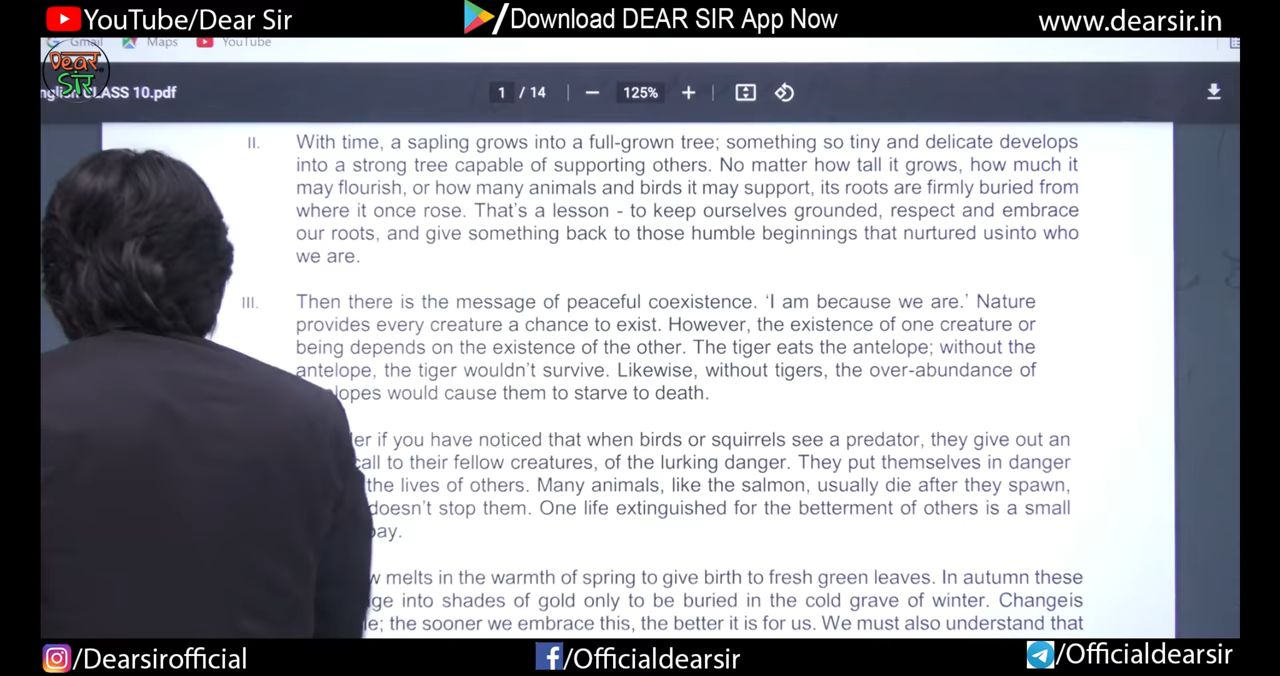 YouTube/Dear Sir
/Download DEAR SIR App Now
www.dearsir.in
Gmail Maps YouTube
डियर
सर
CLASS 10.pdf
1 / 14 | — 125% +
II. With time, a sapling grows into a full-grown tree; something so tiny and delicate develops
into a strong tree capable of supporting others. No matter how tall it grows, how much it
may flourish, or how many animals and birds it may support, its roots are firmly buried from
where it once rose. That's a lesson - to keep ourselves grounded, respect and embrace
our roots, and give something back to those humble beginnings that nurtured usinto who
we are.
III. Then there is the message of peaceful coexistence. 'I am because we are.' Nature
provides every creature a chance to exist. However, the existence of one creature or
being depends on the existence of the other. The tiger eats the antelope; without the
antelope, the tiger wouldn't survive. Likewise, without tigers, the over-abundance of
would cause them to starve to death.
if you have noticed that when birds or squirrels see a predator, they give out an
call to their fellow creatures, of the lurking danger. They put themselves in danger
the lives of others. Many animals, like the salmon, usually die after they spawn,
doesn't stop them. One life extinguished for the betterment of others is a small
pay.
melts in the warmth of spring to give birth to fresh green leaves. In autumn these
into shades of gold only to be buried in the cold grave of winter. Changeis
the sooner we embrace this, the better it is for us. We must also understand that
/Dearsirofficial
/Officialdearsir
/Officialdearsir